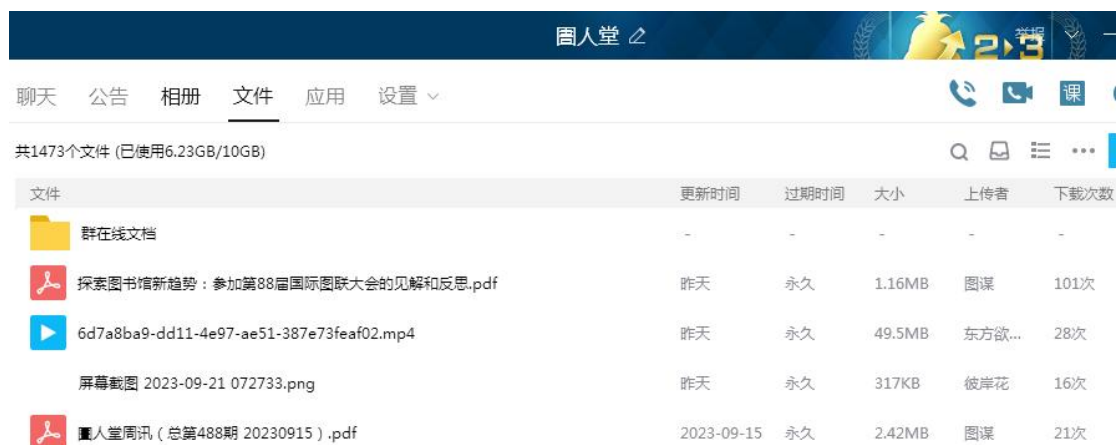 圕人堂
举报
2▸3
聊天 公告 相册 文件 应用 设置
课
共1473个文件 (已使用6.23GB/10GB)
文件 更新时间 过期时间 大小 上传者 下载次数
群在线文档 - - - - -
探索图书馆新趋势：参加第88届国际图联大会的见解和反思.pdf 昨天 永久 1.16MB 图谋 101次
6d7a8ba9-dd11-4e97-ae51-387e73feaf02.mp4 昨天 永久 49.5MB 东方欲... 28次
屏幕截图 2023-09-21 072733.png 昨天 永久 317KB 彼岸花 16次
圕人堂周讯（总第488期 20230915）.pdf 2023-09-15 永久 2.42MB 图谋 21次